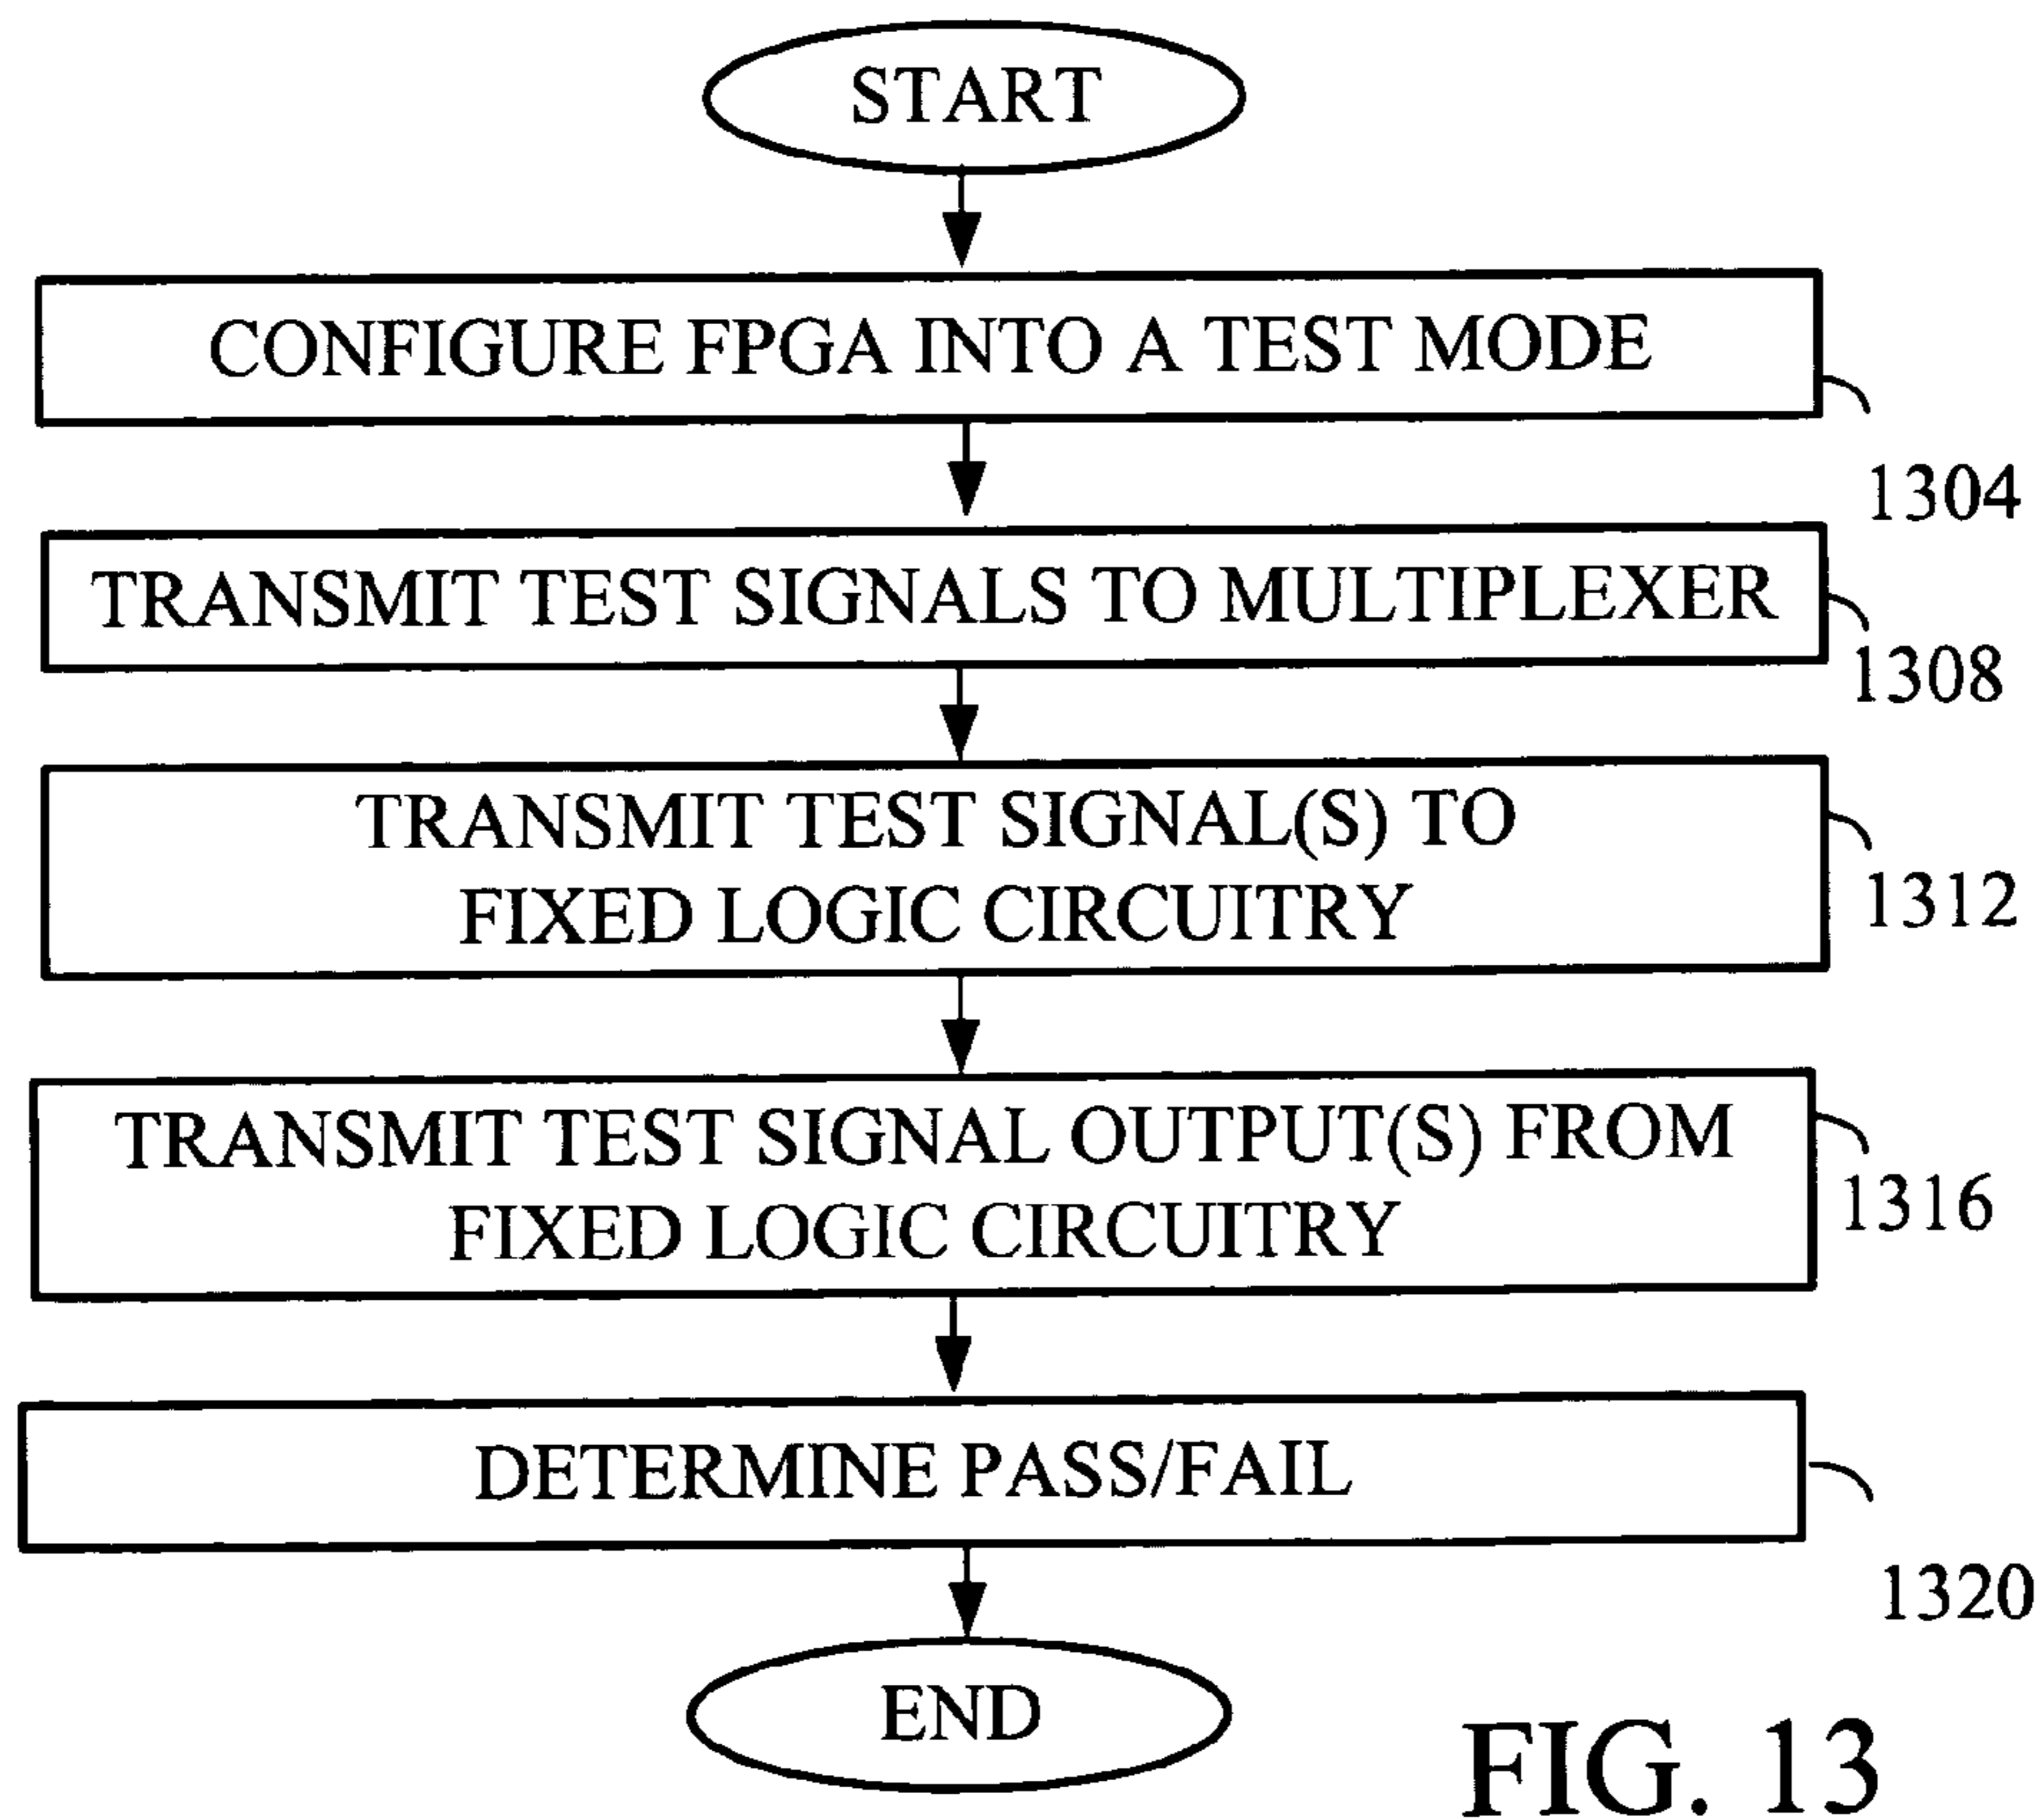 START
CONFIGURE FPGA INTO A TEST MODE
1304
TRANSMIT TEST SIGNALS TO MULTIPLEXER
1308
TRANSMIT TEST SIGNAL(S) TO
FIXED LOGIC CIRCUITRY
1312
TRANSMIT TEST SIGNAL OUTPUT(S) FROM
FIXED LOGIC CIRCUITRY
1316
DETERMINE PASS/FAIL
1320
END
FIG. 13